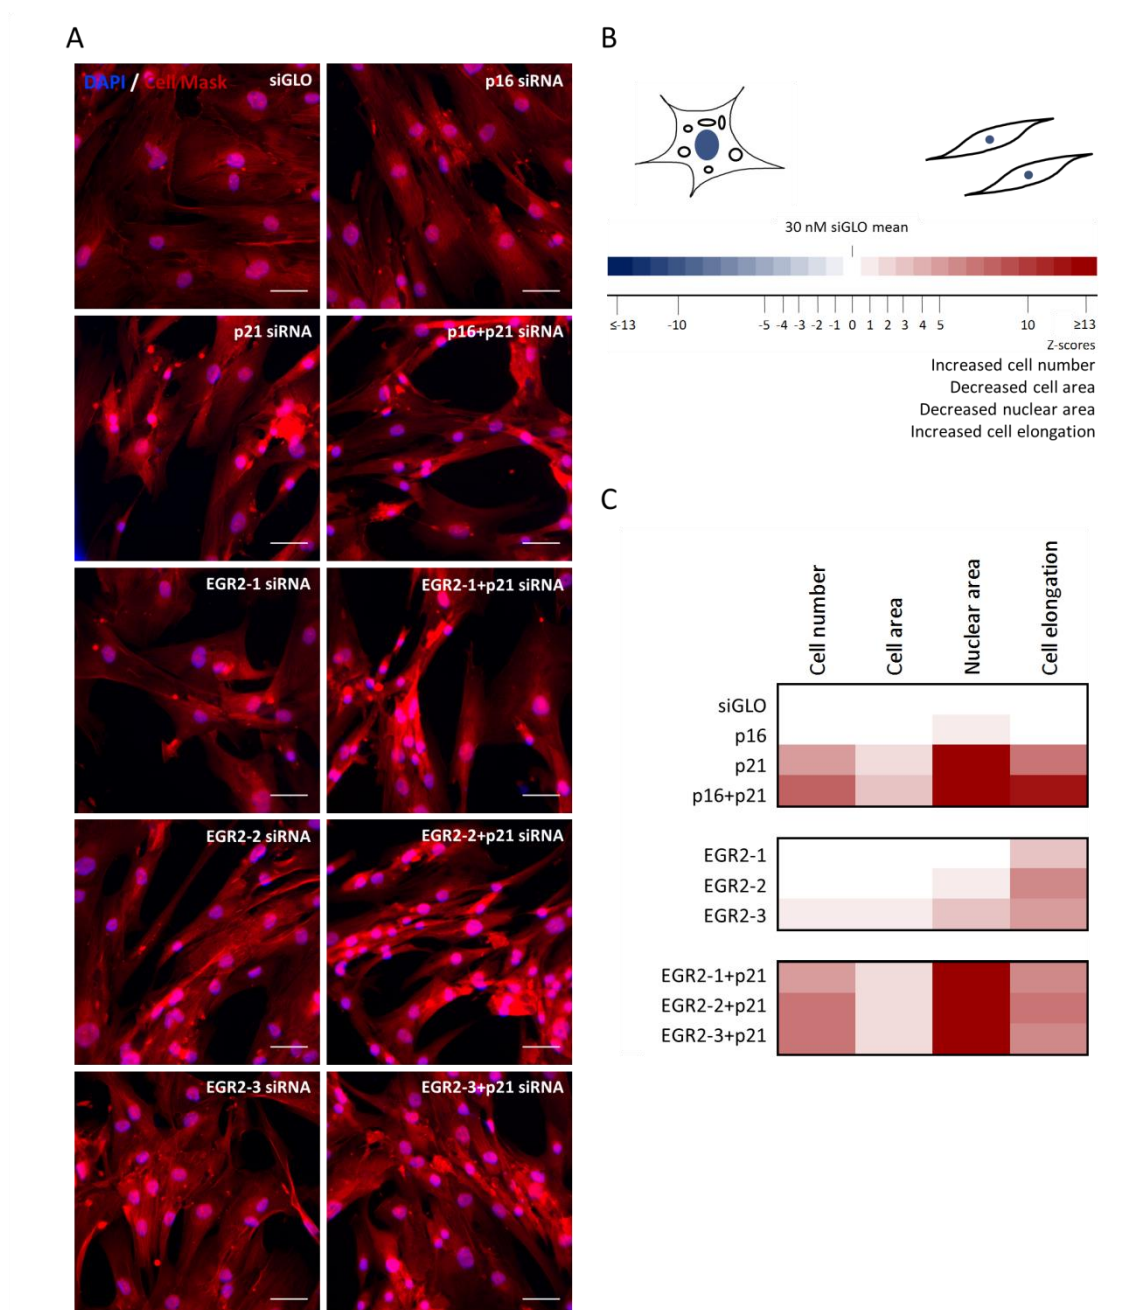 A
DAPI / Cell Mask
siGLO
p16 siRNA
p21 siRNA
p16+p21 siRNA
EGR2-1 siRNA
EGR2-1+p21 siRNA
EGR2-2 siRNA
EGR2-2+p21 siRNA
EGR2-3 siRNA
EGR2-3+p21 siRNA
B
30 nM siGLO mean
≤-13 -10 -5 -4 -3 -2 -1 0 1 2 3 4 5 10 ≥13
Z-scores
Increased cell number
Decreased cell area
Decreased nuclear area
Increased cell elongation
C
Cell number
Cell area
Nuclear area
Cell elongation
siGLO
p16
p21
p16+p21
EGR2-1
EGR2-2
EGR2-3
EGR2-1+p21
EGR2-2+p21
EGR2-3+p21